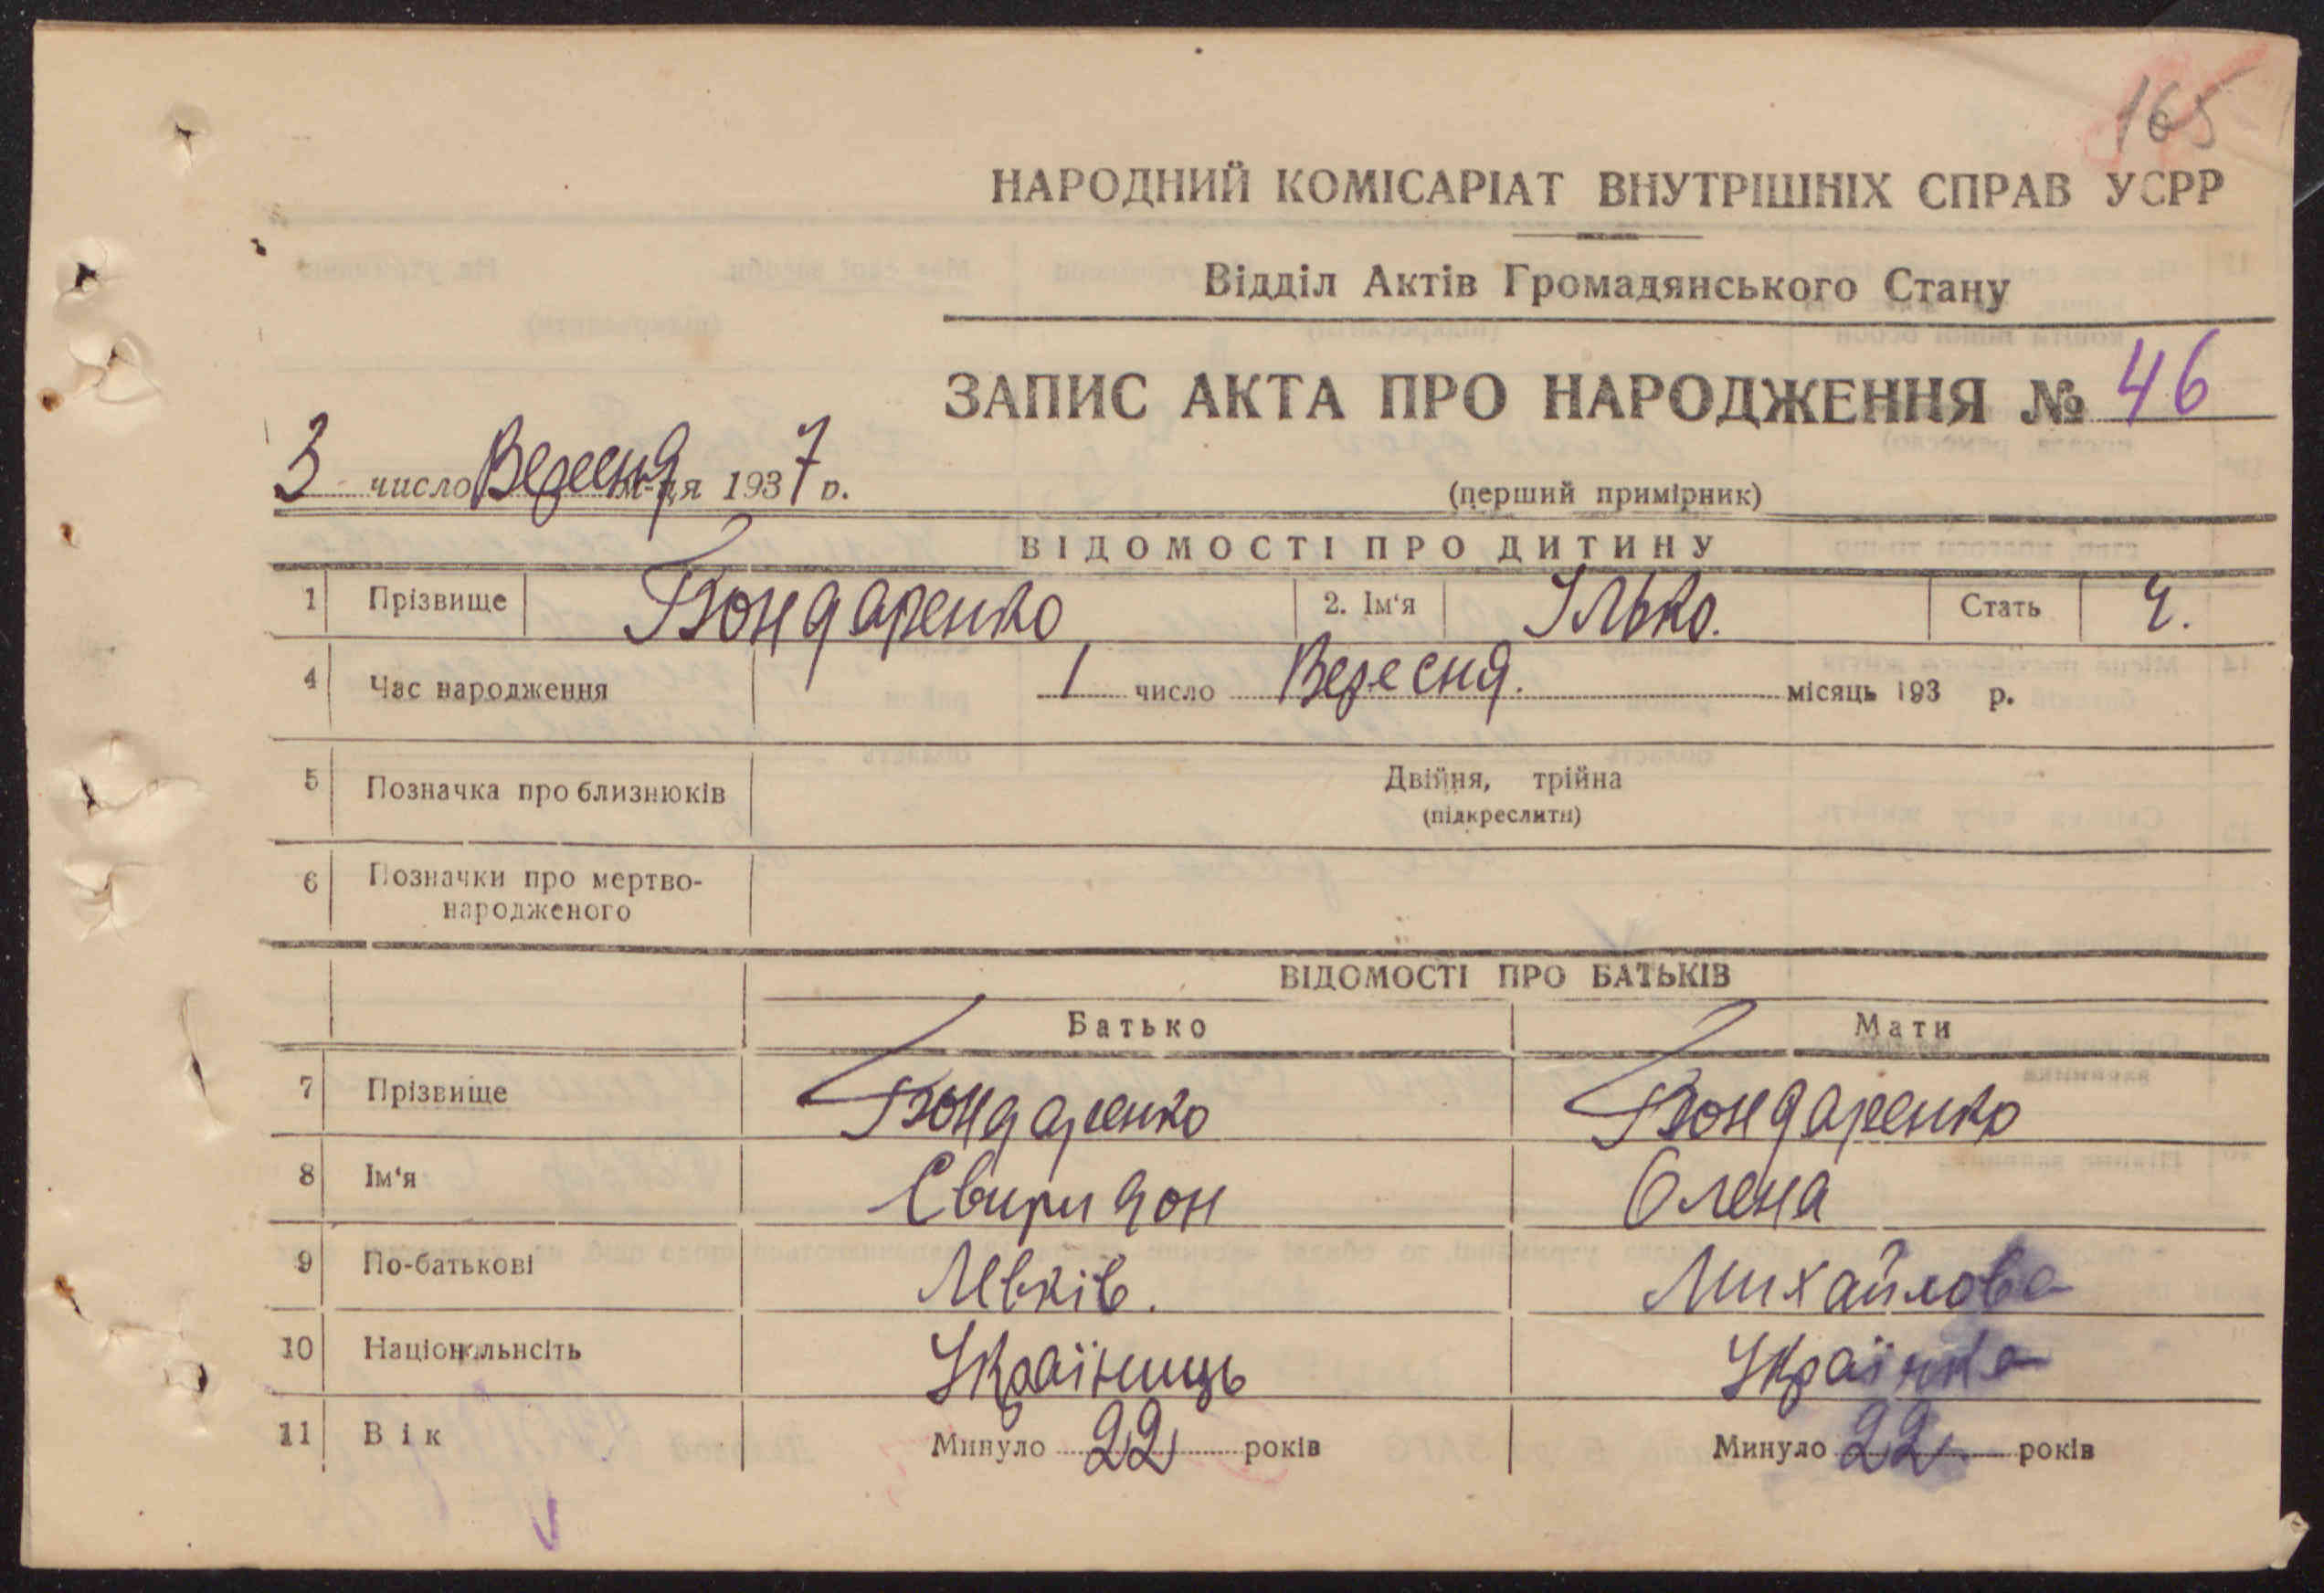 165
НАРОДНИЙ КОМІСАРІАТ ВНУТРІШНІХ СПРАВ УСРР
Відділ Актів Громадянського Стану
ЗАПИС АКТА ПРО НАРОДЖЕННЯ № 46
3 число Вересня м-ця 1937 р.
(перший примірник)
ВІДОМОСТІ ПРО ДИТИНУ
1 Прізвище Бондаренко 2. Ім'я Ілько. Стать Ч.
4 Час народження 1 число Вересня. місяць 193 р.
5 Позначка про близнюків Двійня, трійна
(підкреслити)
6 Позначки про мертво-
народженого
ВІДОМОСТІ ПРО БАТЬКІВ
Батько Мати
7 Прізвище Бондаренко Бондаренко
8 Ім'я Свиридон Олена
9 По-батькові Левків. Михайлова
10 Національнсіть Українець Українка
11 Вік Минуло 22 років Минуло 22 років